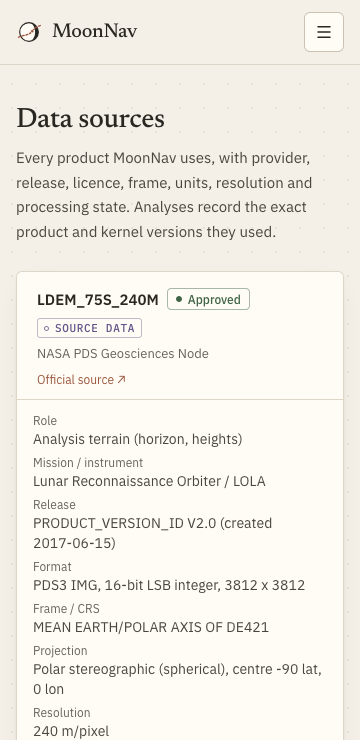 MoonNav
Data sources
Every product MoonNav uses, with provider,
release, licence, frame, units, resolution and
processing state. Analyses record the exact
product and kernel versions they used.
LDEM_75S_240M
Approved
SOURCE DATA
NASA PDS Geosciences Node
Official source ↗
Role
Analysis terrain (horizon, heights)
Mission / instrument
Lunar Reconnaissance Orbiter / LOLA
Release
PRODUCT_VERSION_ID V2.0 (created
2017-06-15)
Format
PDS3 IMG, 16-bit LSB integer, 3812 x 3812
Frame / CRS
MEAN EARTH/POLAR AXIS OF DE421
Projection
Polar stereographic (spherical), centre -90 lat,
0 lon
Resolution
240 m/pixel